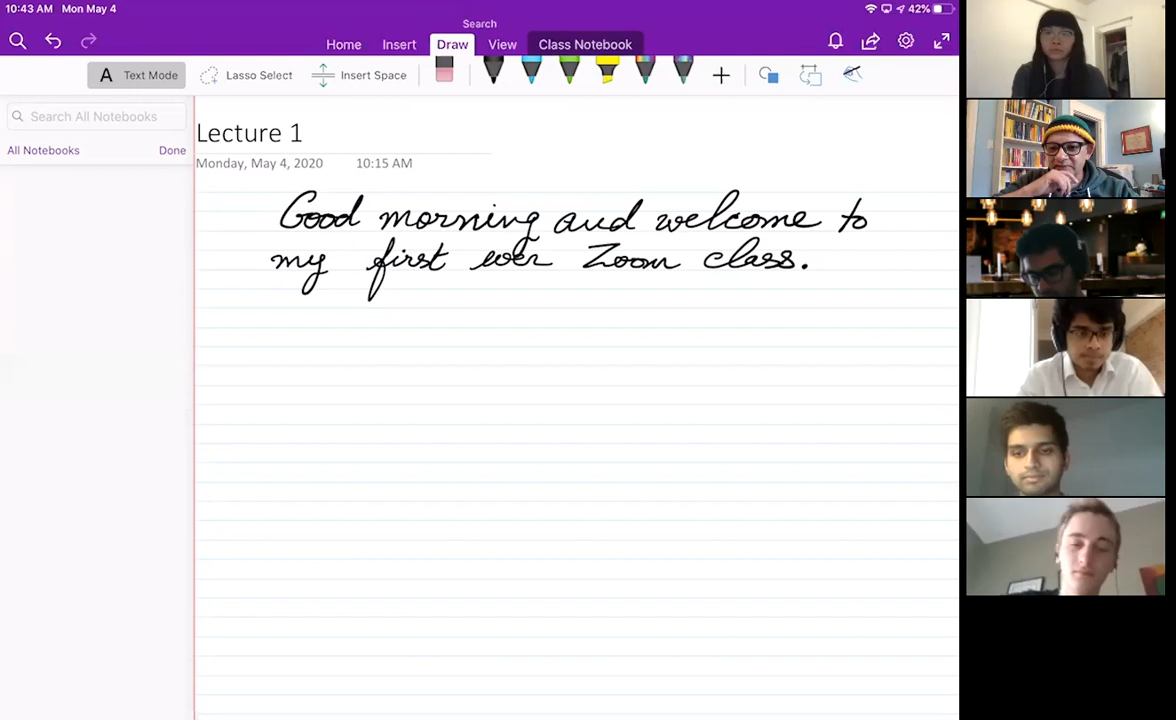 10:43 AM Mon May 4
42%
Search
Home Insert Draw View Class Notebook
A Text Mode Lasso Select Insert Space
Search All Notebooks
All Notebooks Done
Lecture 1
Monday, May 4, 2020 10:15 AM
Good morning and welcome to
my first ever Zoom class.